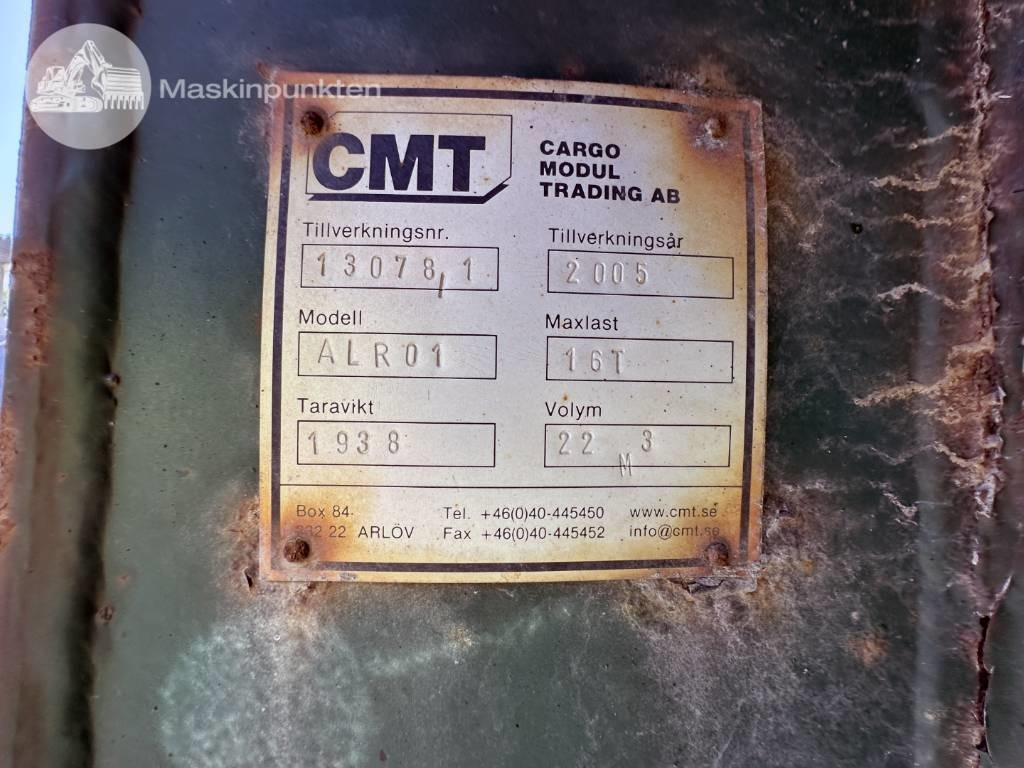 Maskinpunkten
CMT
CARGO
MODUL
TRADING AB
Tillverkningsnr.
13078,1
Tillverkningsår
2005
Modell
ALR01
Maxlast
16T
Taravikt
1938
Volym
22 M 3
Box 84 Tel. +46(0)40-445450 www.cmt.se
232 22 ARLÖV Fax +46(0)40-445452 info@cmt.se